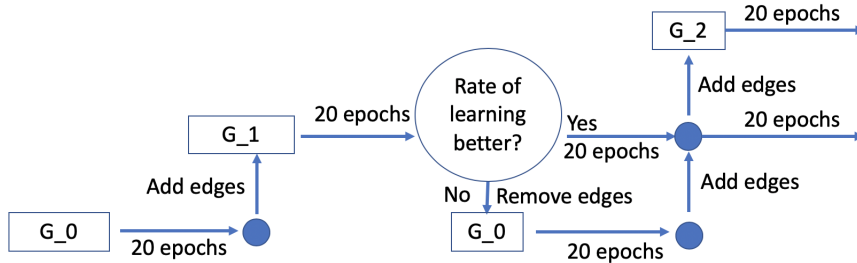 20 epochs
G_2
Rate of
learning
better?
Add edges
20 epochs
20 epochs
G_1
Yes
20 epochs
Add edges
No
Remove edges
Add edges
G_0
20 epochs
G_0
20 epochs